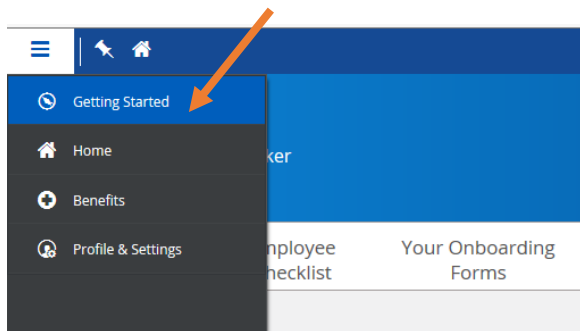 Getting Started
Home
ker
Benefits
Profile & Settings
nployee
hecklist
Your Onboarding
Forms